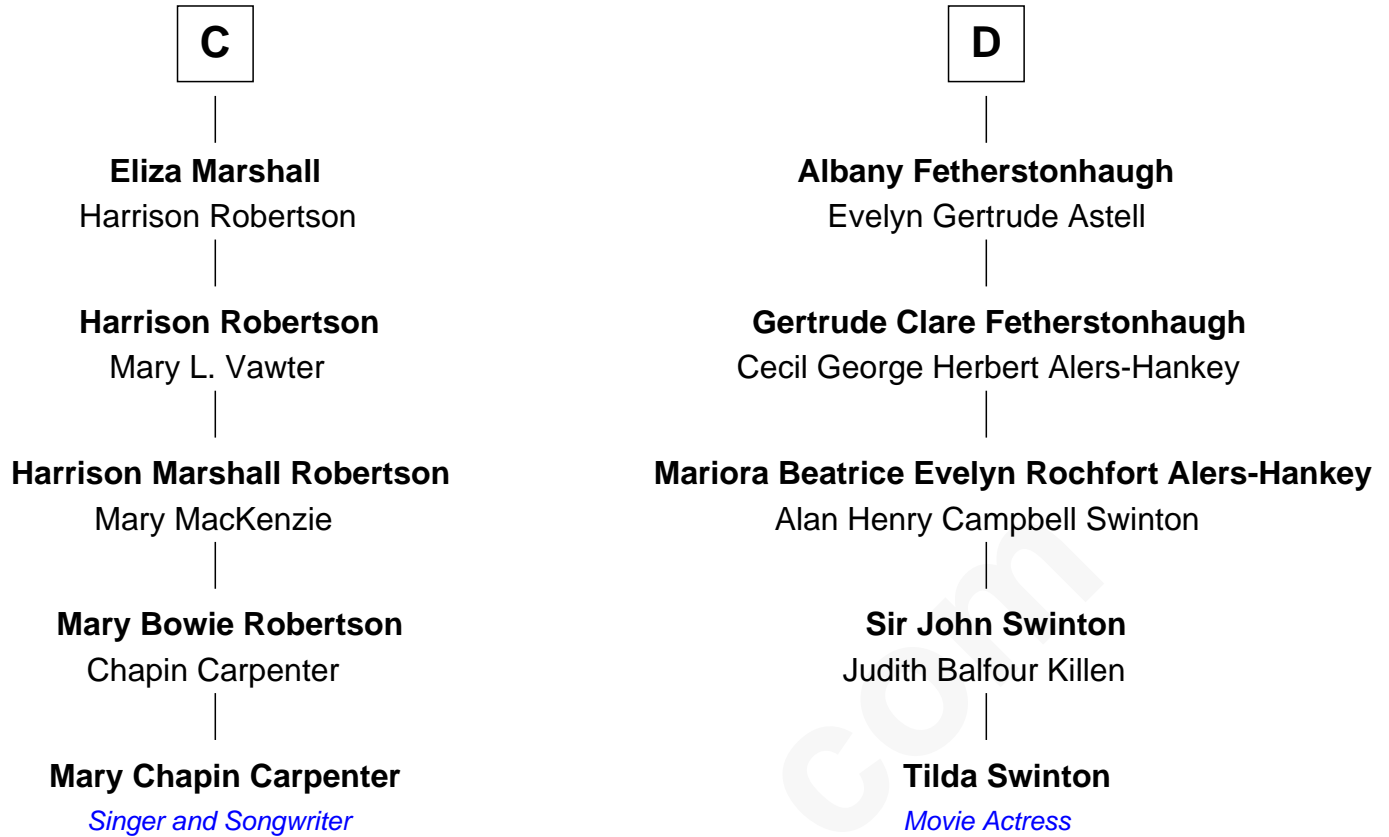 C
Eliza Marshall
Harrison Robertson
Harrison Robertson
Mary L. Vawter
Harrison Marshall Robertson
Mary MacKenzie
Mary Bowie Robertson
Chapin Carpenter
Mary Chapin Carpenter
Singer and Songwriter
D
Albany Fetherstonhaugh
Evelyn Gertrude Astell
Gertrude Clare Fetherstonhaugh
Cecil George Herbert Alers-Hankey
Mariora Beatrice Evelyn Rochfort Alers-Hankey
Alan Henry Campbell Swinton
Sir John Swinton
Judith Balfour Killen
Tilda Swinton
Movie Actress
com